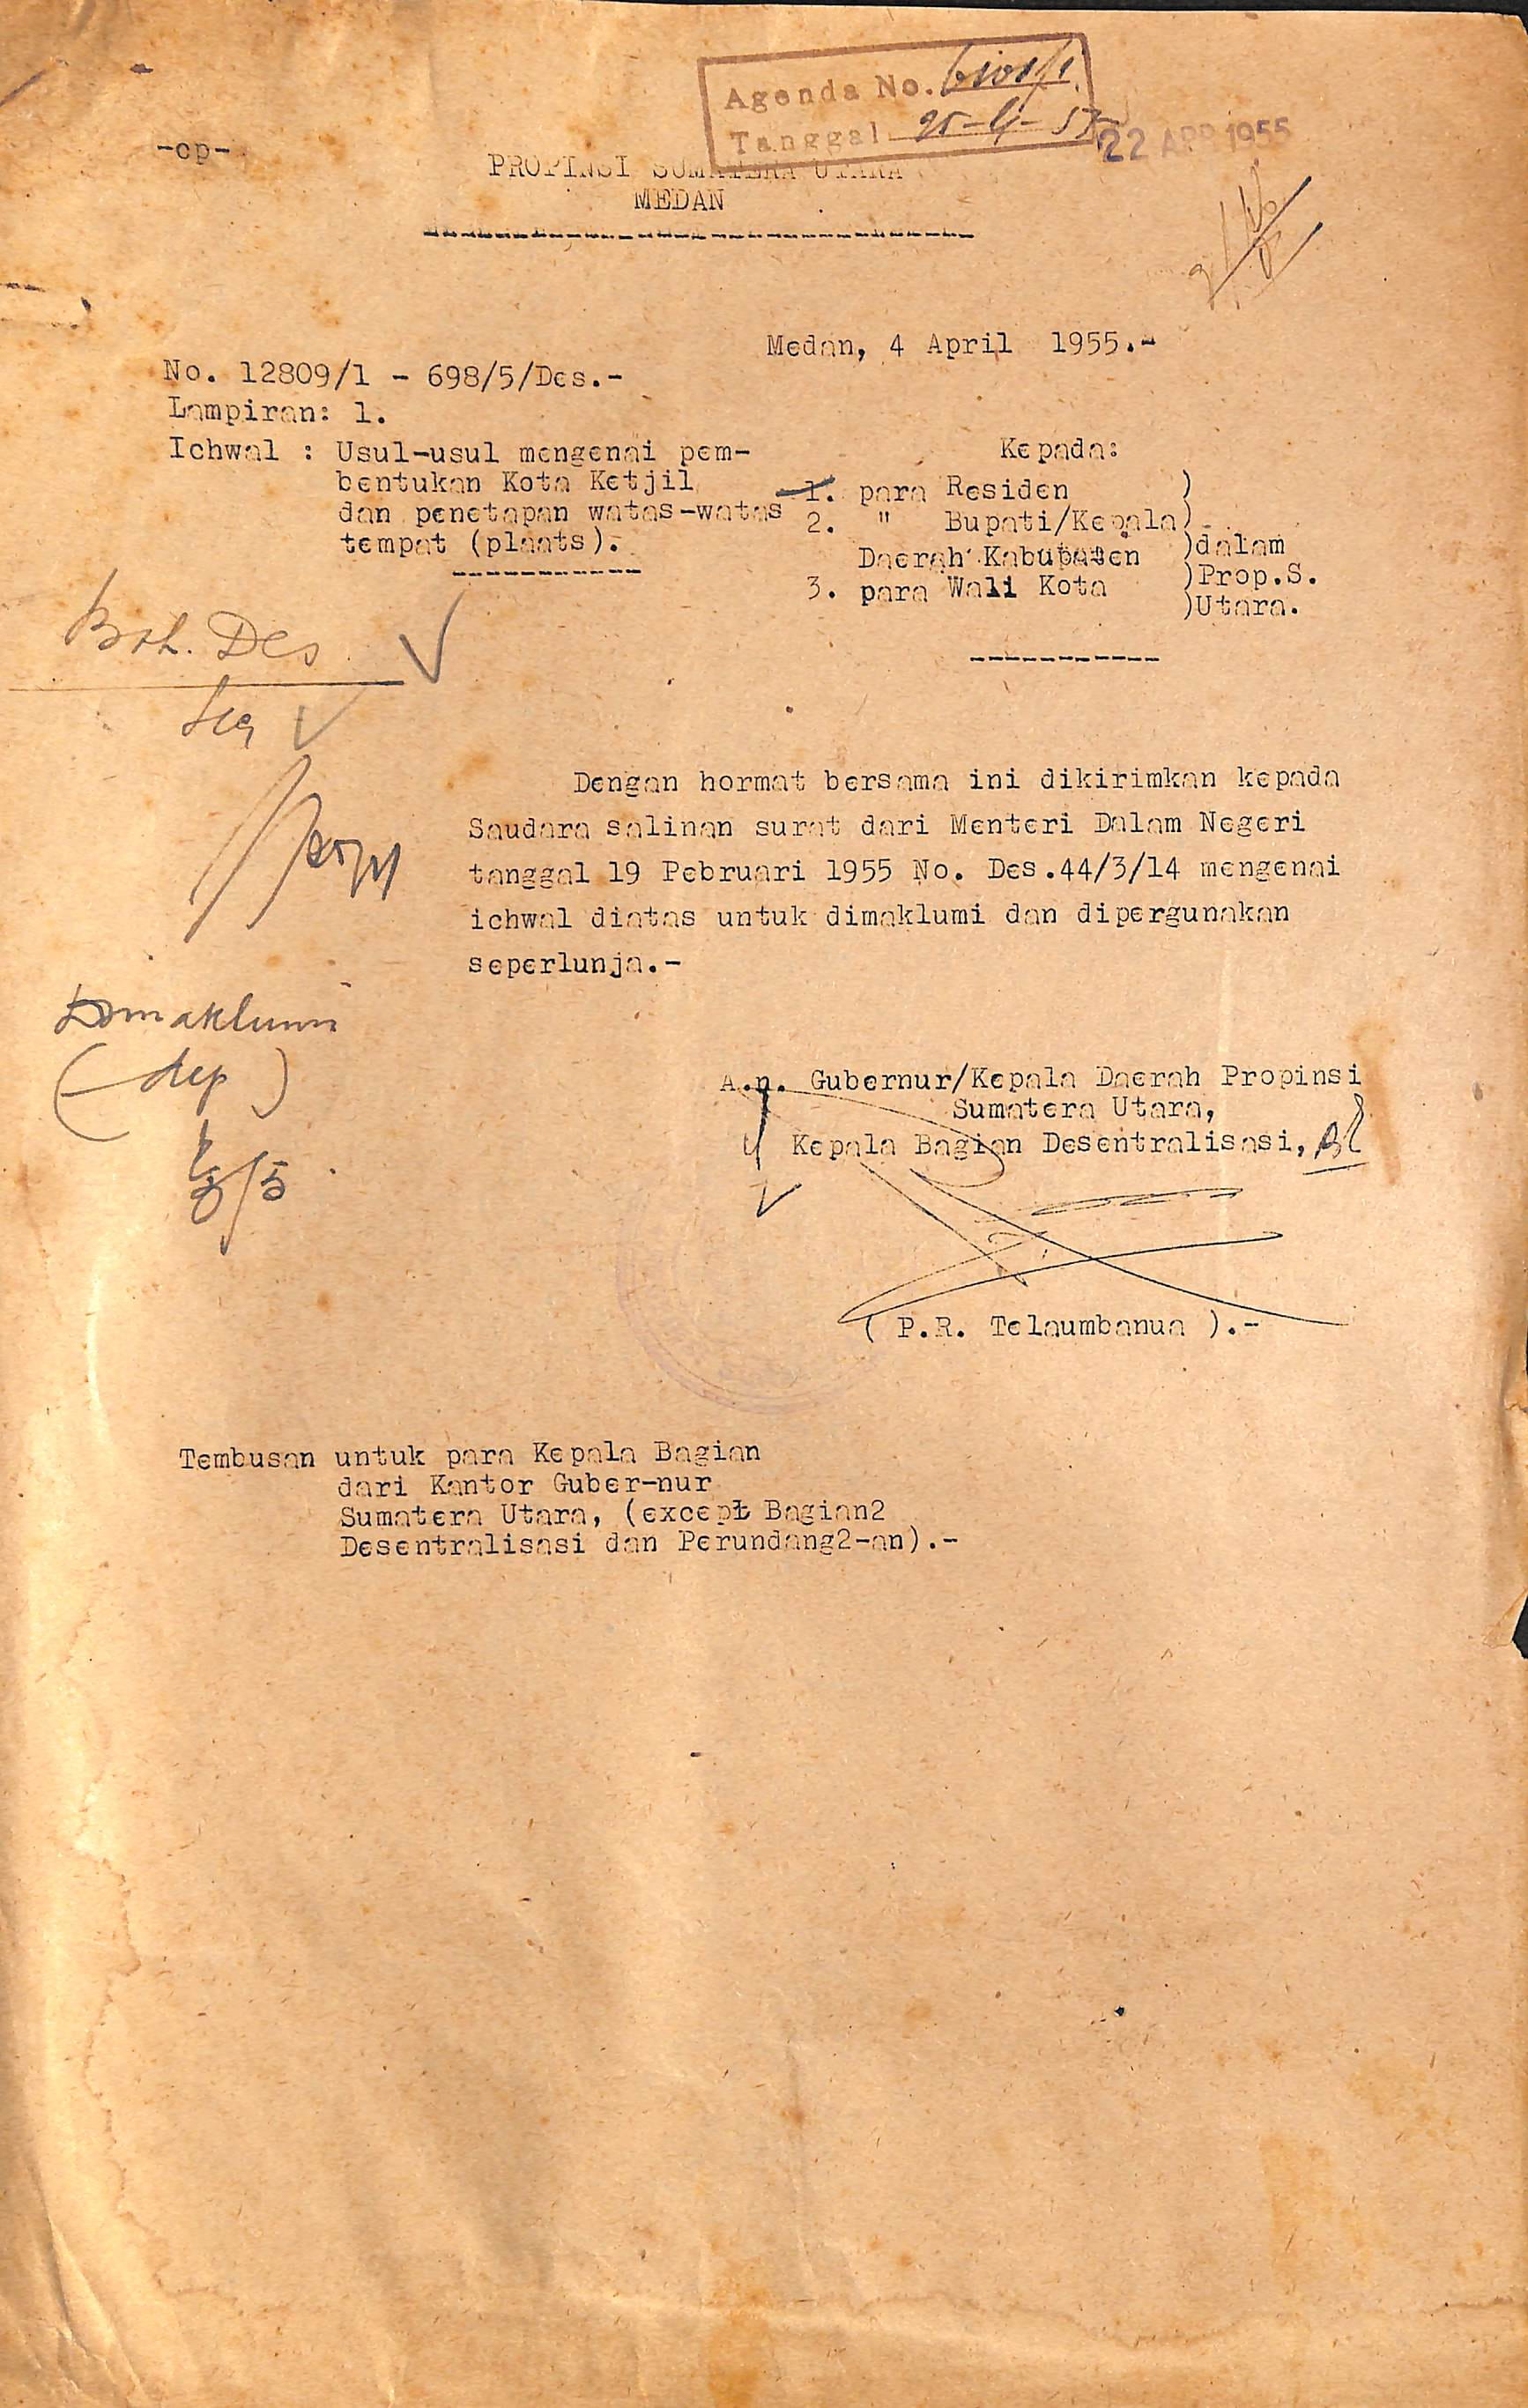 Agenda No.
Tanggal 25-4-55
22 APR 1955
-op-
PROPINSI SUMATERA UTARA
MEDAN
Medan, 4 April 1955.-
No. 12809/1 - 698/5/Des.-
Lampiran: 1.
Ichwal : Usul-usul mengenai pem-
bentukan Kota Ketjil
dan penetapan watas-watas
tempat (plaats).-
Kepada:
1. para Residen )
2. " Bupati/Kepala)
Daerah Kabupaten )dalam
3. para Wali Kota )Prop.S.
)Utara.
Des
Dengan hormat bersama ini dikirimkan kepada
Saudara salinan surat dari Menteri Dalam Negeri
tanggal 19 Pebruari 1955 No. Des.44/3/14 mengenai
ichwal diatas untuk dimaklumi dan dipergunakan
seperlunja.-
Dimaklumi
(dep)
3/5
A.n. Gubernur/Kepala Daerah Propinsi
Sumatera Utara,
Kepala Bagian Desentralisasi,
( P.R. Telaumbanua ).-
Tembusan untuk para Kepala Bagian
dari Kantor Guber-nur
Sumatera Utara, (except Bagian2
Desentralisasi dan Perundang2-an).-